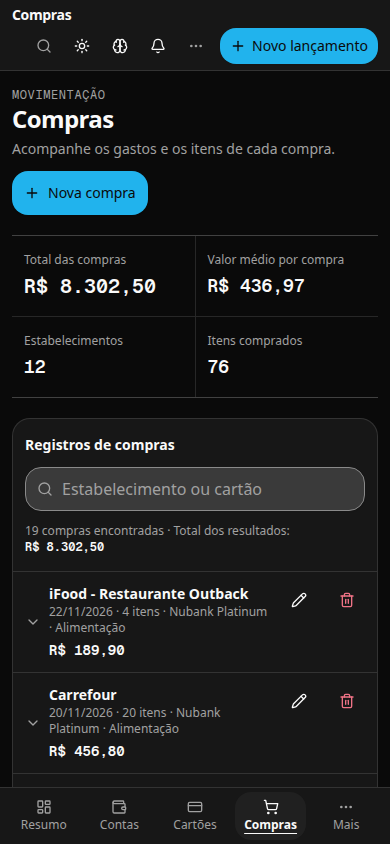 Compras
Novo lançamento
MOVIMENTAÇÃO
Compras
Acompanhe os gastos e os itens de cada compra.
Nova compra
Total das compras
R$ 8.302,50
Valor médio por compra
R$ 436,97
Estabelecimentos
12
Itens comprados
76
Registros de compras
Estabelecimento ou cartão
19 compras encontradas · Total dos resultados:
R$ 8.302,50
iFood - Restaurante Outback
22/11/2026 · 4 itens · Nubank Platinum
· Alimentação
R$ 189,90
Carrefour
20/11/2026 · 20 itens · Nubank
Platinum · Alimentação
R$ 456,80
Resumo
Contas
Cartões
Compras
Mais